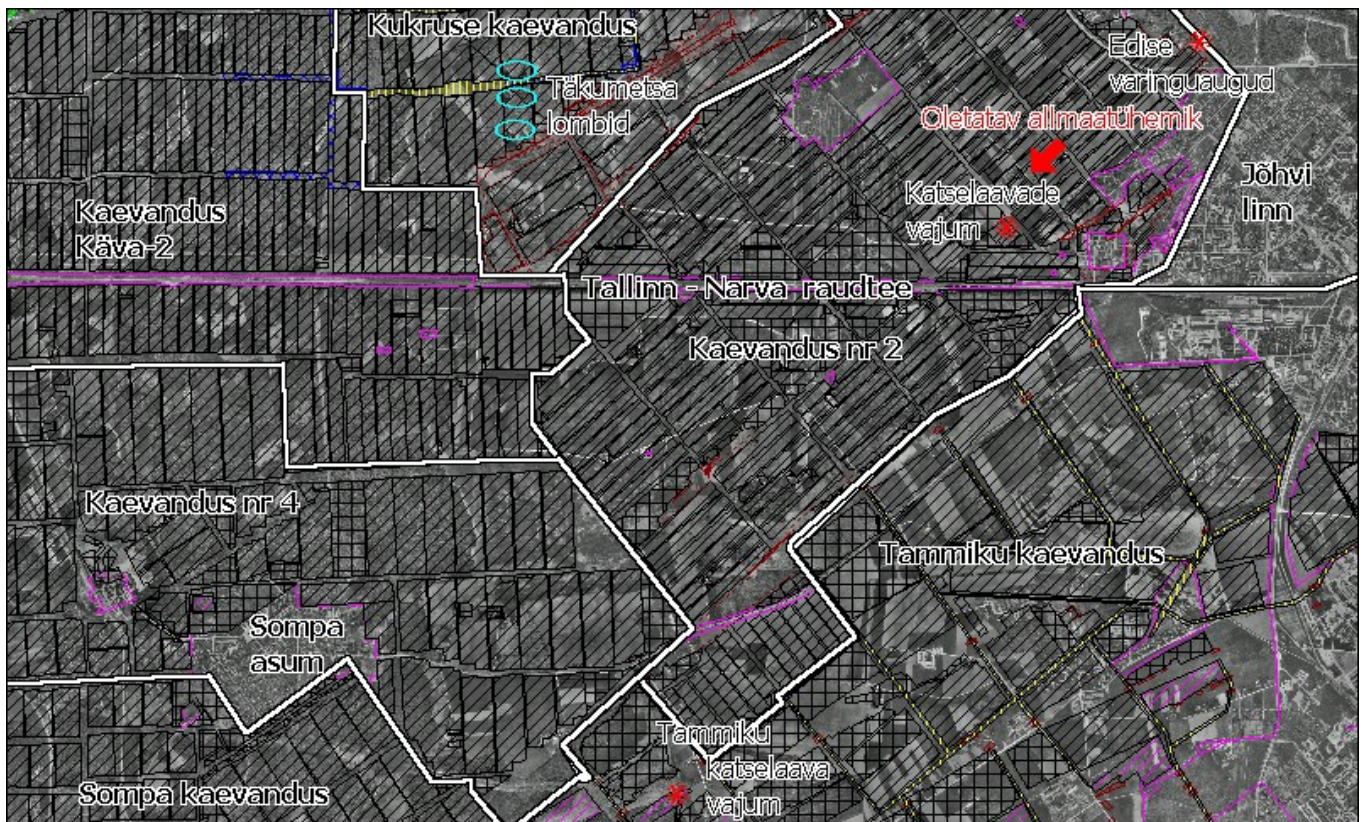 Kukruse kaevandus
Edise
varinguaugud
Täkumetsa
lombid
Oletatav allmaatühemik
Jõhvi
linn
Katselaavade
vajum
Kaevandus
Käva-2
Tallinn - Narva raudtee
Kaevandus nr 2
Kaevandus nr 4
Tammiku kaevandus
Sompa
asum
Tammiku
katselaava
vajum
Sompa kaevandus